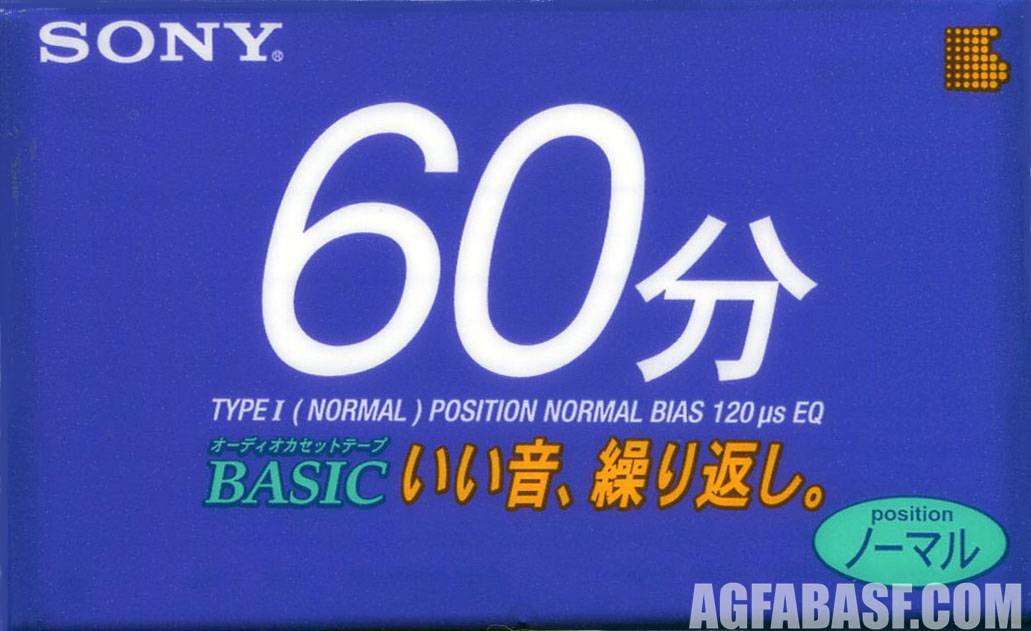 SONY®
60分
TYPE I ( NORMAL ) POSITION NORMAL BIAS 120 μs EQ
オーディオカセットテープ
BASIC いい音、繰り返し。
position
ノーマル
AGFABASF.COM